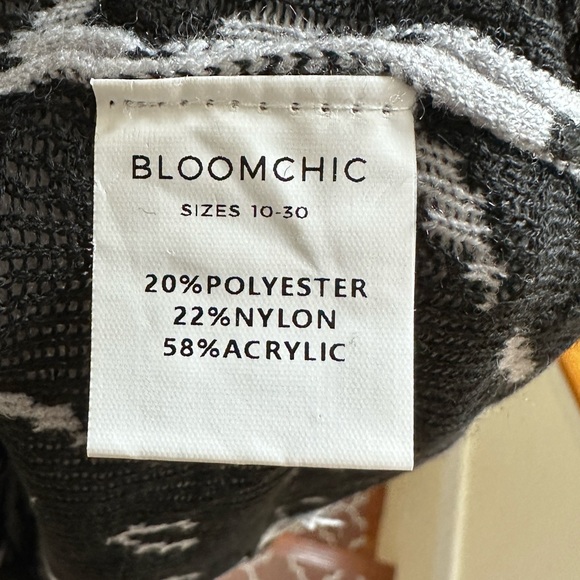 BLOOMCHIC
SIZES 10-30
20%POLYESTER
22%NYLON
58%ACRYLIC